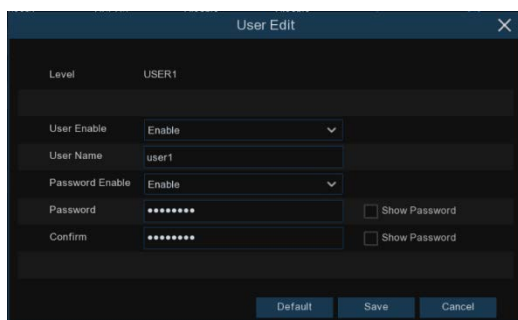 User Edit
Level USER1
User Enable Enable
User Name user1
Password Enable Enable
Password •••••••• Show Password
Confirm •••••••• Show Password
Default Save Cancel